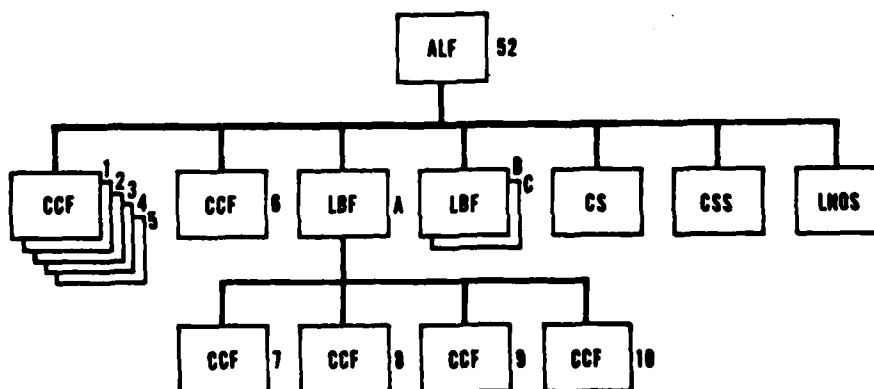 ALF 52
CCF 1 2 3 4 5
CCF 6
LBF A
LBF B C
CS
CSS
LNOS
CCF 7
CCF 8
CCF 9
CCF 10